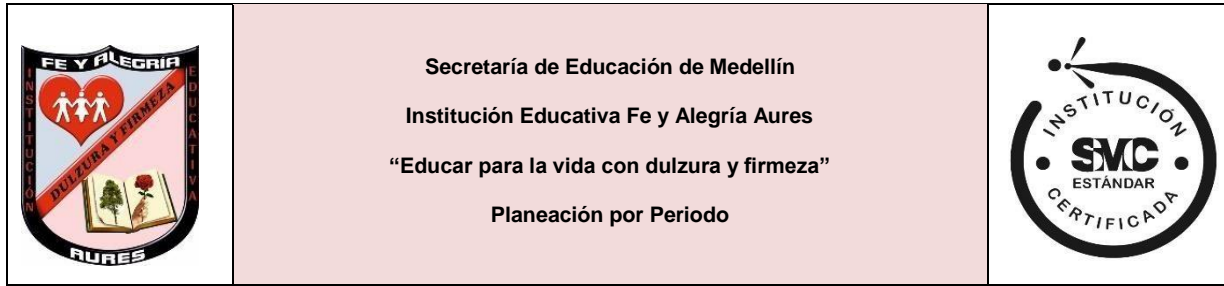 FE Y ALEGRÍA
INSTITUCIÓN
EDUCATIVA
DULZURA Y FIRMEZA
AURES
Secretaría de Educación de Medellín
Institución Educativa Fe y Alegría Aures
“Educar para la vida con dulzura y firmeza”
Planeación por Periodo
INSTITUCIÓN
SMC
ESTÁNDAR
CERTIFICADA